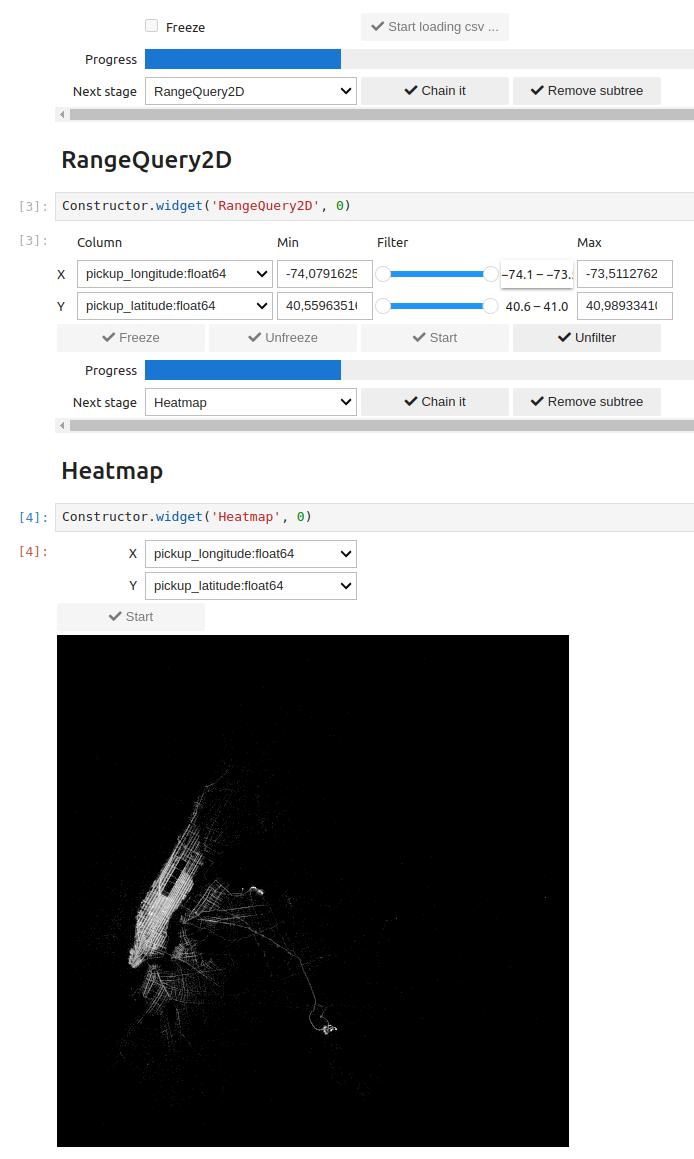 Freeze Start loading csv ...
Progress
Next stage RangeQuery2D Chain it Remove subtree
RangeQuery2D
[3]: Constructor.widget('RangeQuery2D', 0)
[3]: Column Min Filter Max
X pickup_longitude:float64 -74,0791625 −74.1 – −73. -73,5112762
Y pickup_latitude:float64 40,5596351 40.6 – 41.0 40,9893341
Freeze Unfreeze Start Unfilter
Progress
Next stage Heatmap Chain it Remove subtree
Heatmap
[4]: Constructor.widget('Heatmap', 0)
[4]: X pickup_longitude:float64
Y pickup_latitude:float64
Start